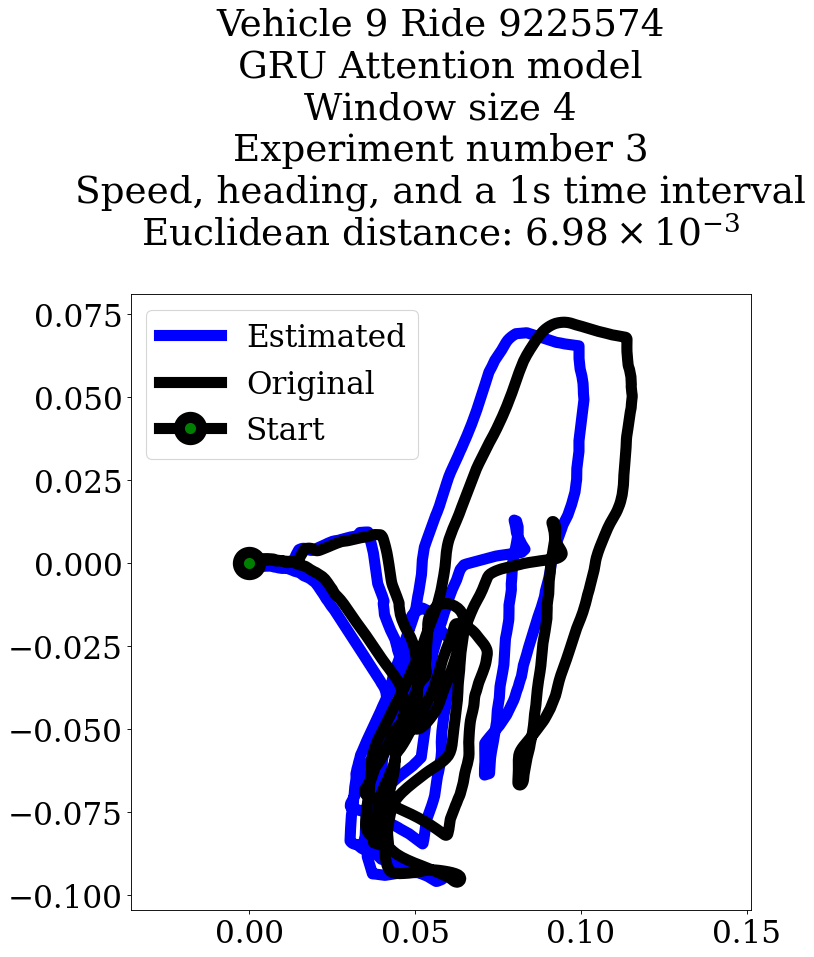 Vehicle 9 Ride 9225574
GRU Attention model
Window size 4
Experiment number 3
Speed, heading, and a 1s time interval
Euclidean distance: 6.98 × 10⁻³
Estimated
Original
Start
0.075
0.050
0.025
0.000
−0.025
−0.050
−0.075
−0.100
0.00 0.05 0.10 0.15